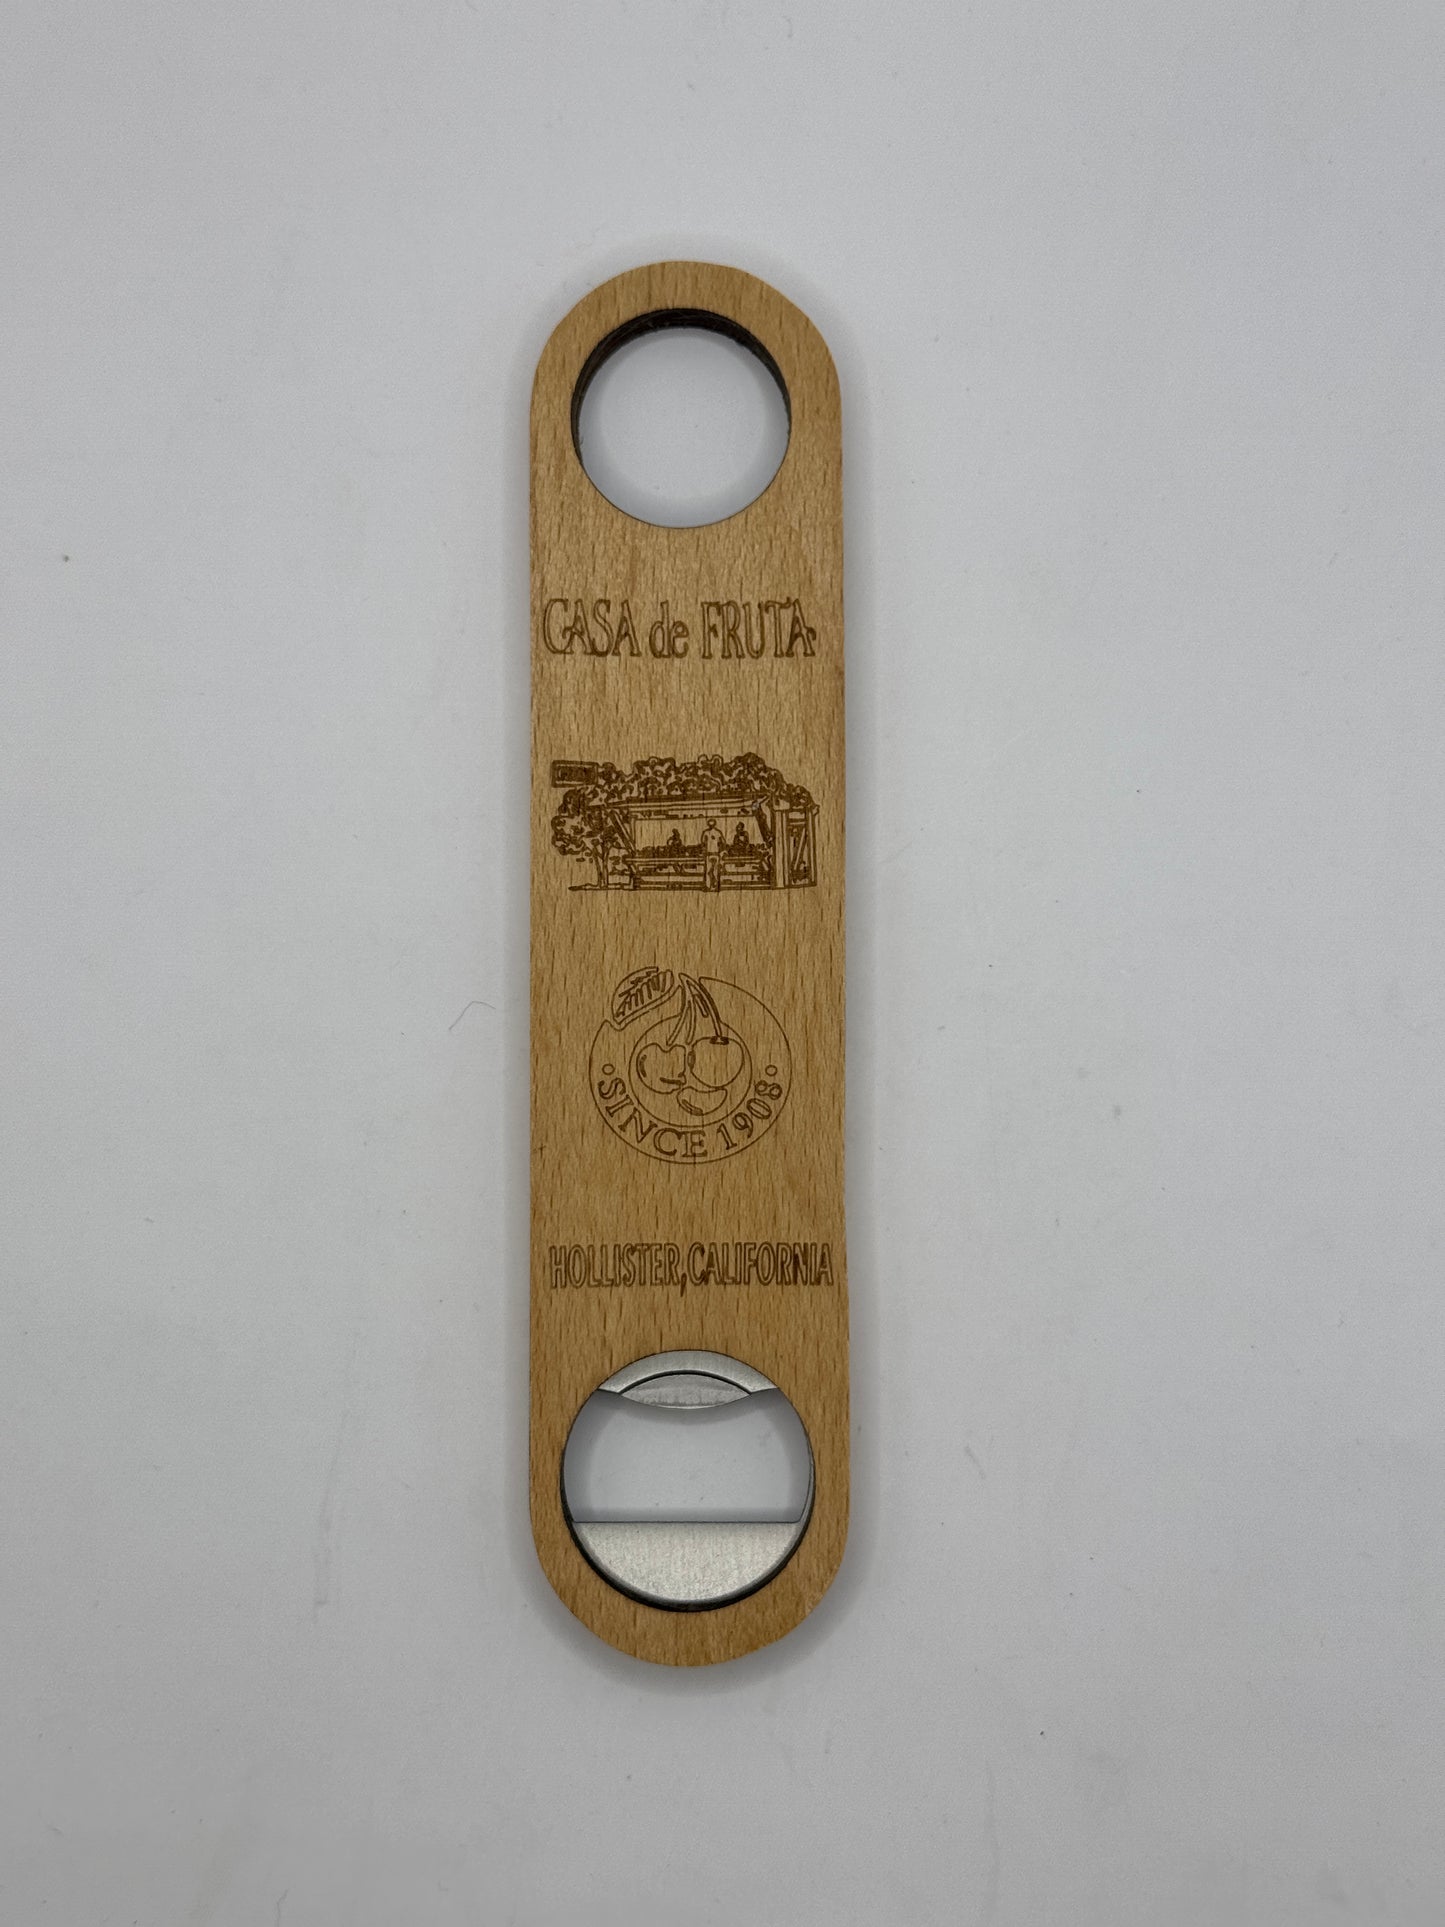 CASA de FRUTA
SINCE 1908
HOLLISTER, CALIFORNIA